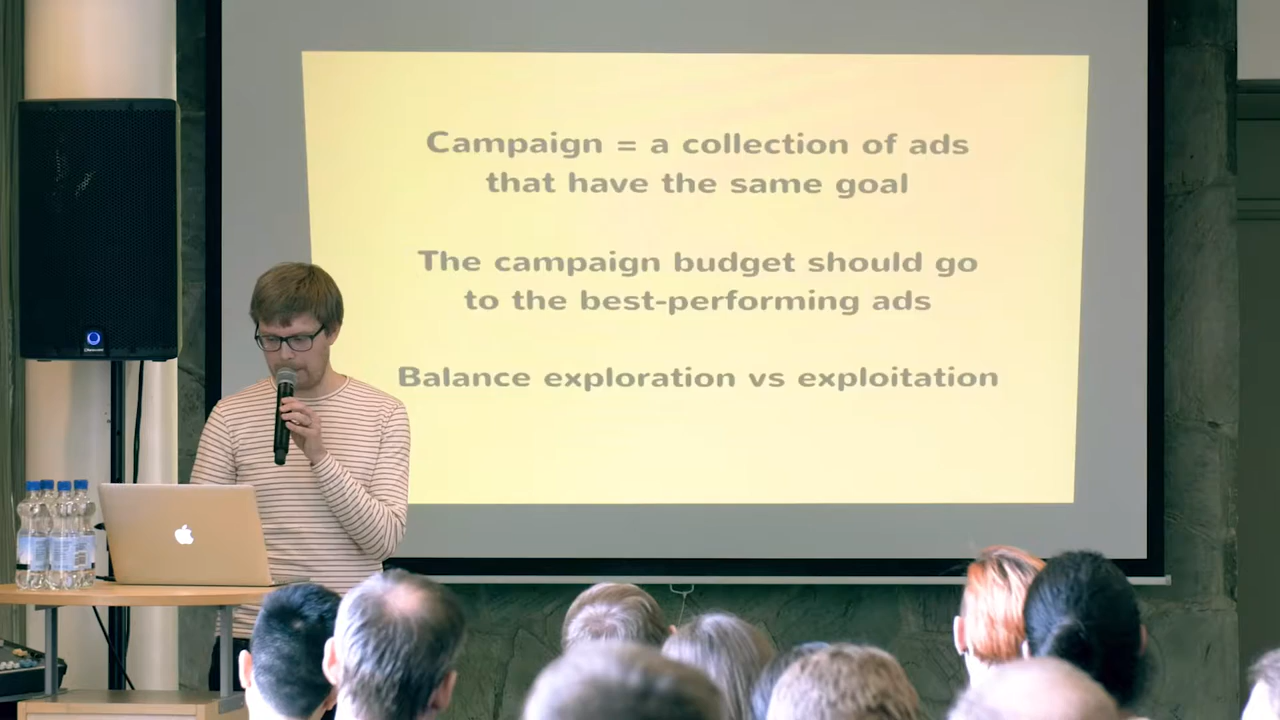 Campaign = a collection of ads
that have the same goal
The campaign budget should go
to the best-performing ads
Balance exploration vs exploitation